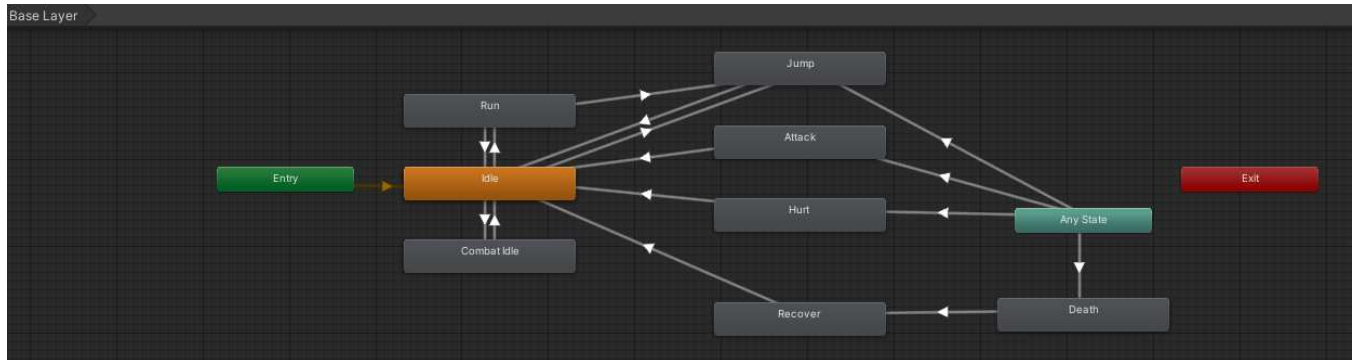 Base Layer
Jump
Run
Attack
Entry
Idle
Exit
Hurt
Any State
Combat Idle
Recover
Death